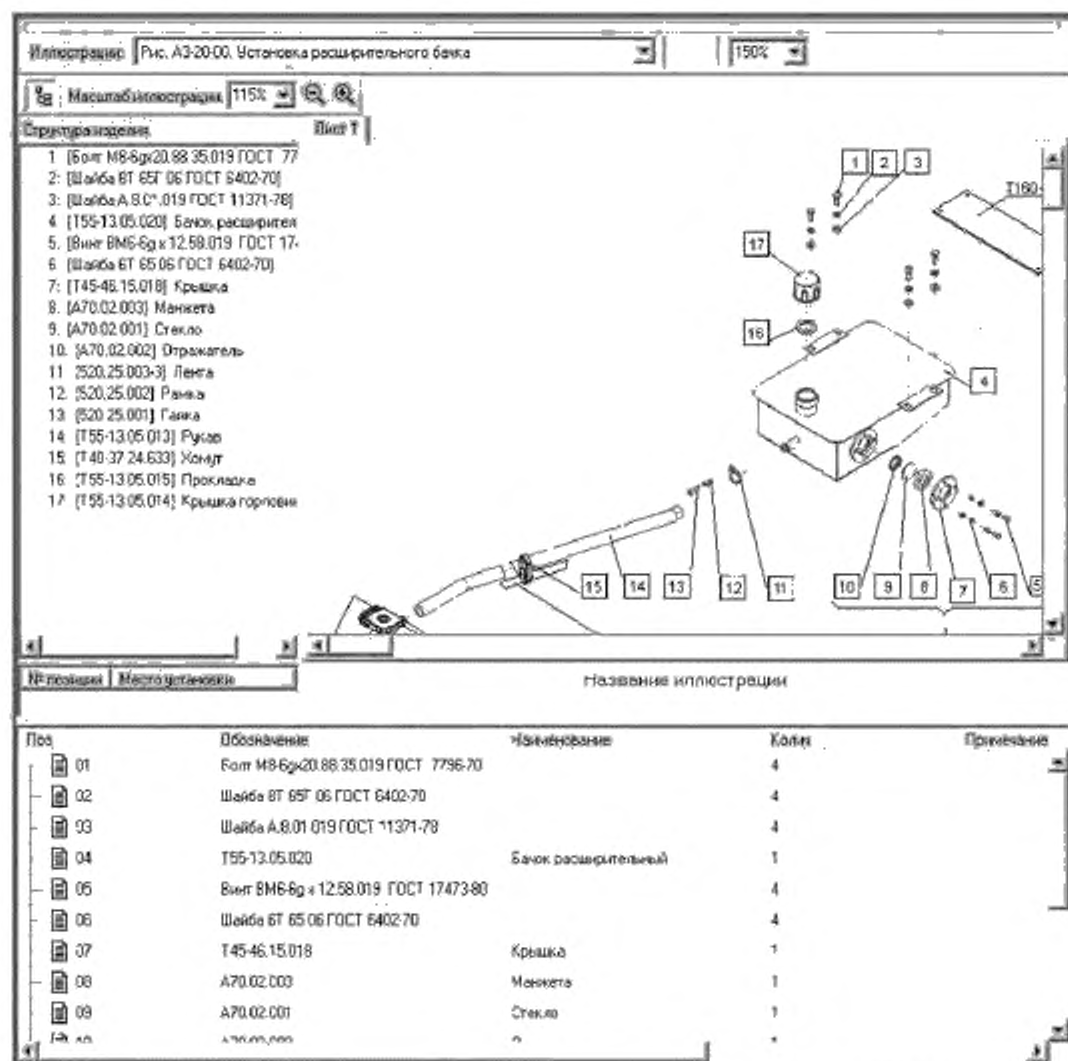 Иллюстрации: Рис. А3-20-00. Установка расширительного бачка 150%
Масштаб иллюстрации 115%
Структура изделия Лист 1
1: [Болт М8-6gх20.88.35.019 ГОСТ 77
2: [Шайба 8Т 65Г 06 ГОСТ 6402-70]
3: [Шайба А.8.01.019 ГОСТ 11371-78]
4: [Т55-13.05.020] Бачок расширител
5. [Винт ВМ6-6g х 12.58.019 ГОСТ 17-
6: [Шайба 6Т 65 06 ГОСТ 6402-70]
7: [Т45-46.15.018] Крышка
8. [А70.02.003] Манжета
9. [А70.02.001] Стекло
10. [А70.02.002] Отражатель
11 [520.25.003-3] Лента
12. [520.25.002] Рамка
13 [520.25.001] Гайка
14: [Т55-13.05.013] Рукав
15: [Т40-37 24.633] Хомут
16: [Т55-13.05.015] Прокладка
17: [Т55-13.05.014] Крышка горлови
1 2 3
Т160
17
16
4
15 14 13 12 11 10 9 8 7 6 5
№ позиции Место установки
Название иллюстрации
Поз Обозначение Наименование Колич Примечание
01 Болт М8-6gх20.88.35.019 ГОСТ 7796-70 4
02 Шайба 8Т 65Г 06 ГОСТ 6402-70 4
03 Шайба А.8.01 019 ГОСТ 11371-78 4
04 Т55-13.05.020 Бачок расширительный 1
05 Винт ВМ6-6g х 12.58.019 ГОСТ 17473-80 4
06 Шайба 6Т 65 06 ГОСТ 6402-70 4
07 Т45-46.15.018 Крышка 1
08 А70.02.003 Манжета 1
09 А70.02.001 Стекло 1